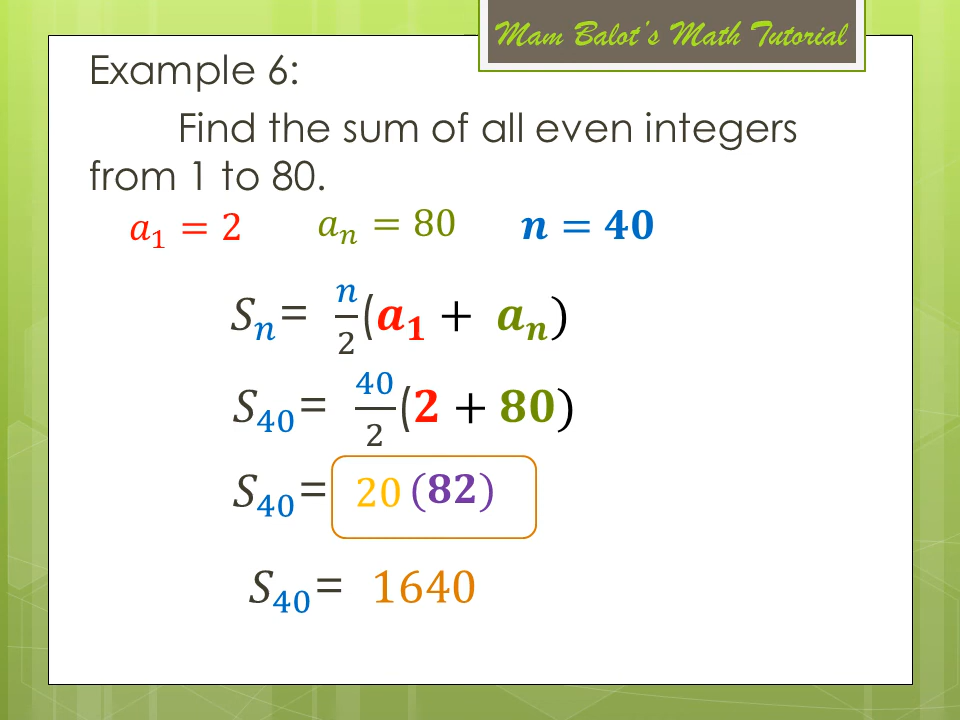 Mam Balot's Math Tutorial
Example 6:
Find the sum of all even integers
from 1 to 80.
a₁ = 2 aₙ = 80 n = 40
Sₙ= n/2(a₁ + aₙ)
S₄₀= 40/2(2 + 80)
S₄₀= 20 (82)
S₄₀= 1640